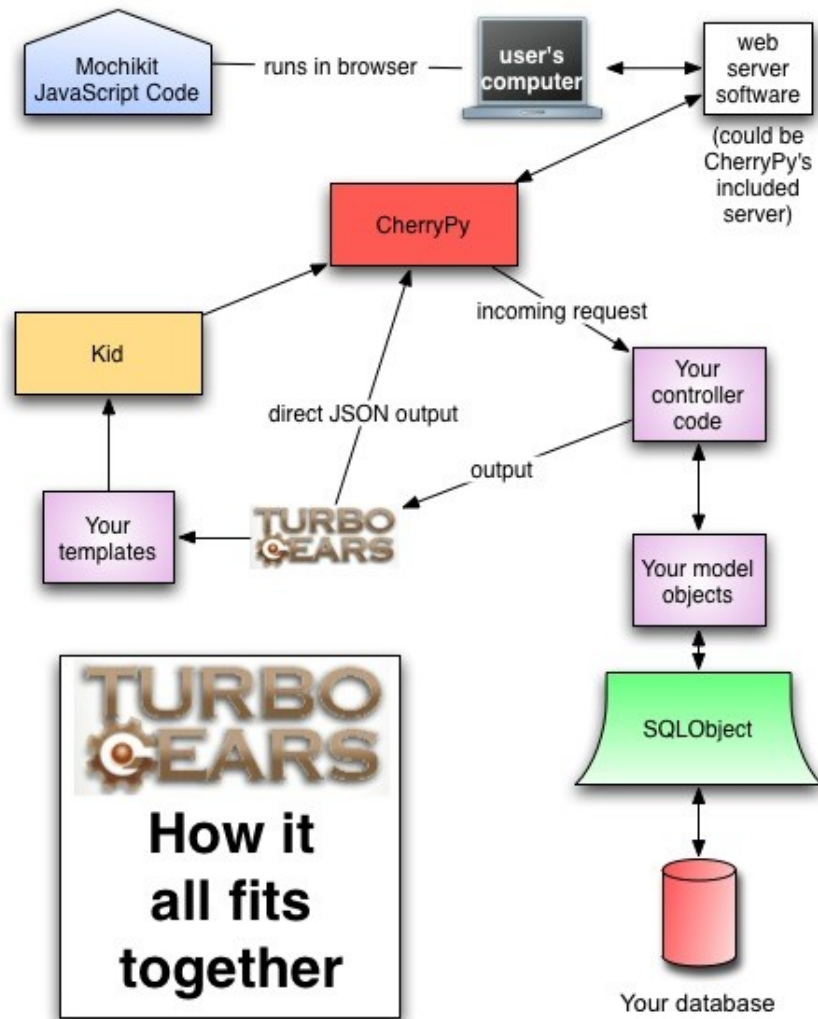 Mochikit
JavaScript Code
runs in browser
user's
computer
web
server
software
(could be
CherryPy's
included
server)
CherryPy
incoming request
Kid
Your
controller
code
direct JSON output
output
Your
templates
TURBO
GEARS
Your model
objects
TURBO
GEARS
How it
all fits
together
SQLObject
Your database